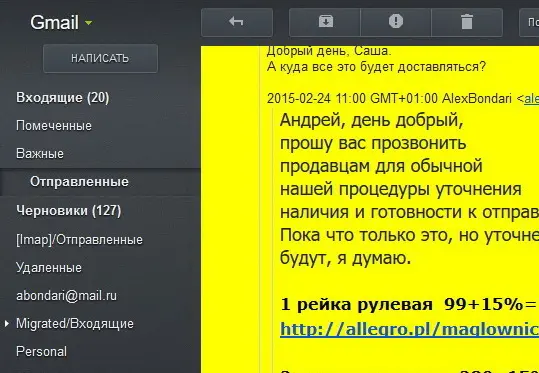 Gmail
НАПИСАТЬ
Входящие (20)
Помеченные
Важные
Отправленные
Черновики (127)
[Imap]/Отправленные
Удаленные
abondari@mail.ru
Migrated/Входящие
Personal
Добрый день, Саша.
А куда все это будет доставляться?
2015-02-24 11:00 GMT+01:00 AlexBondari <ale
Андрей, день добрый,
прошу вас прозвонить
продавцам для обычной
нашей процедуры уточнения
наличия и готовности к отправ
Пока что только это, но уточне
будут, я думаю.
1 рейка рулевая 99+15%=
http://allegro.pl/maglownic